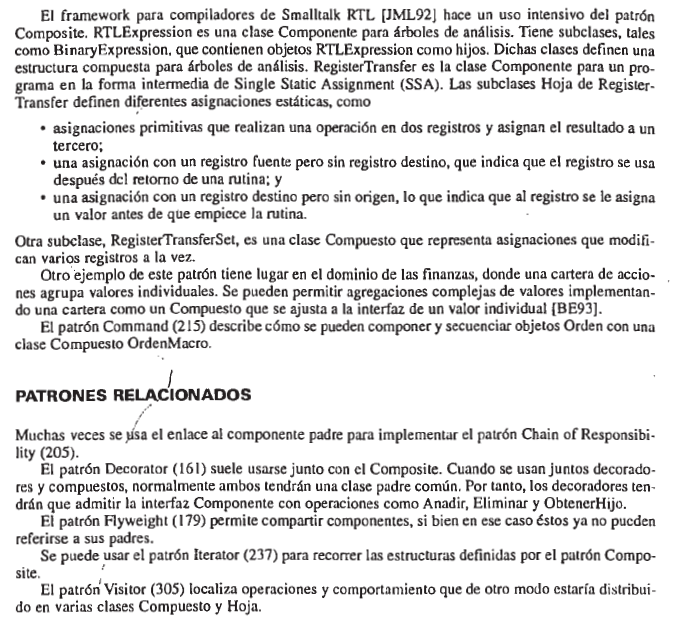 El framework para compiladores de Smalltalk RTL [JML92] hace un uso intensivo del patrón
Composite. RTLExpression es una clase Componente para árboles de análisis. Tiene subclases, tales
como BinaryExpression, que contienen objetos RTLExpression como hijos. Dichas clases definen una
estructura compuesta para árboles de análisis. RegisterTransfer es la clase Componente para un pro-
grama en la forma intermedia de Single Static Assignment (SSA). Las subclases Hoja de Register-
Transfer definen diferentes asignaciones estáticas, como
• asignaciones primitivas que realizan una operación en dos registros y asignan el resultado a un
tercero;
• una asignación con un registro fuente pero sin registro destino, que indica que el registro se usa
después del retorno de una rutina; y
• una asignación con un registro destino pero sin origen, lo que indica que al registro se le asigna
un valor antes de que empiece la rutina.
Otra subclase, RegisterTransferSet, es una clase Compuesto que representa asignaciones que modifi-
can varios registros a la vez.
Otro ejemplo de este patrón tiene lugar en el dominio de las finanzas, donde una cartera de accio-
nes agrupa valores individuales. Se pueden permitir agregaciones complejas de valores implementan-
do una cartera como un Compuesto que se ajusta a la interfaz de un valor individual [BE93].
El patrón Command (215) describe cómo se pueden componer y secuenciar objetos Orden con una
clase Compuesto OrdenMacro.
PATRONES RELACIONADOS
Muchas veces se usa el enlace al componente padre para implementar el patrón Chain of Responsibi-
lity (205).
El patrón Decorator (161) suele usarse junto con el Composite. Cuando se usan juntos decorado-
res y compuestos, normalmente ambos tendrán una clase padre común. Por tanto, los decoradores ten-
drán que admitir la interfaz Componente con operaciones como Anadir, Eliminar y ObtenerHijo.
El patrón Flyweight (179) permite compartir componentes, si bien en ese caso éstos ya no pueden
referirse a sus padres.
Se puede usar el patrón Iterator (237) para recorrer las estructuras definidas por el patrón Compo-
site.
El patrón Visitor (305) localiza operaciones y comportamiento que de otro modo estaría distribui-
do en varias clases Compuesto y Hoja.